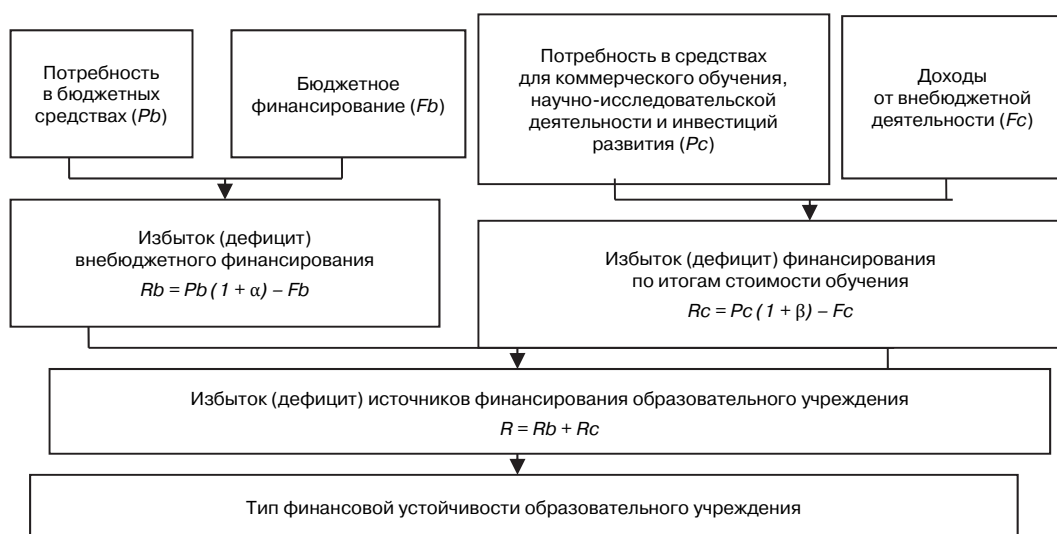 Потребность
в бюджетных
средствах (Pb)
Бюджетное
финансирование (Fb)
Потребность в средствах
для коммерческого обучения,
научно-исследовательской
деятельности и инвестиций
развития (Pc)
Доходы
от внебюджетной
деятельности (Fc)
Избыток (дефицит)
внебюджетного финансирования
Rb = Pb (1 + α) – Fb
Избыток (дефицит) финансирования
по итогам стоимости обучения
Rc = Pc (1 + β) – Fc
Избыток (дефицит) источников финансирования образовательного учреждения
R = Rb + Rc
Тип финансовой устойчивости образовательного учреждения